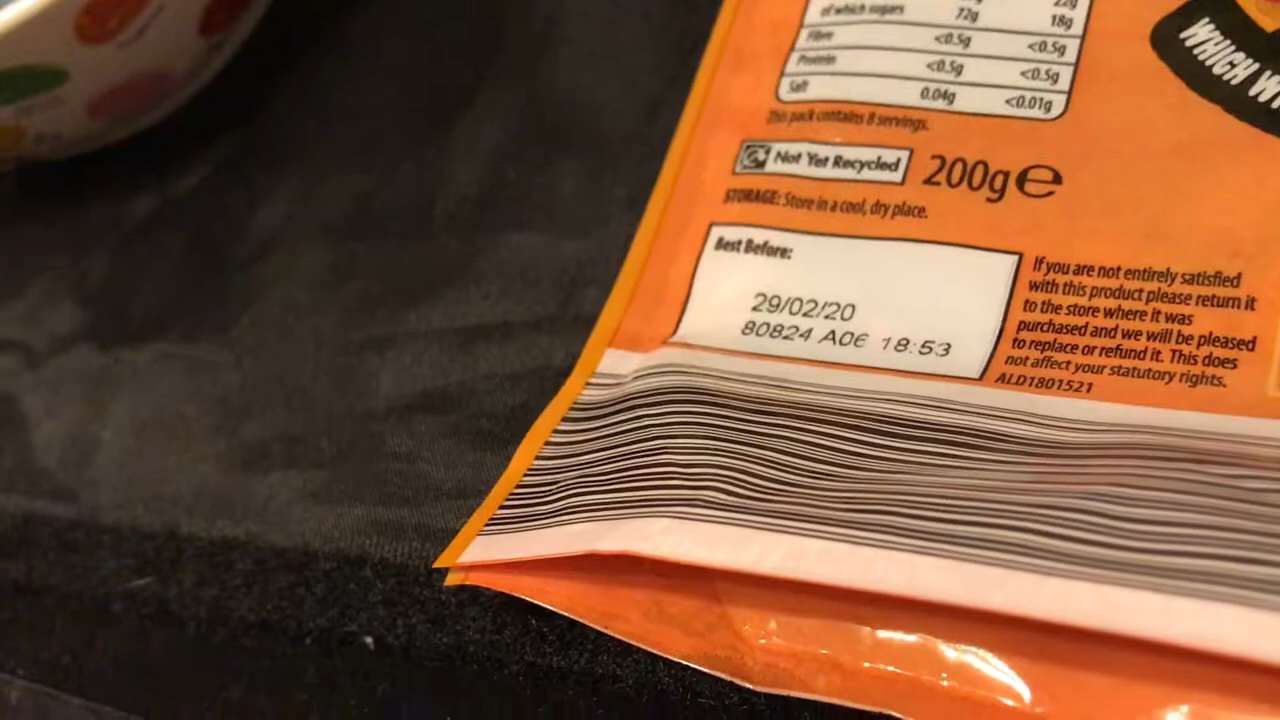 of which sugars 72g 18g
Fibre <0.5g <0.5g
Protein <0.5g <0.5g
Salt 0.04g <0.01g
This pack contains 8 servings.
Not Yet Recycled 200g℮
STORAGE: Store in a cool, dry place.
Best Before:
29/02/20
80824 A06 18:53
If you are not entirely satisfied
with this product please return it
to the store where it was
purchased and we will be pleased
to replace or refund it. This does
not affect your statutory rights.
ALD1801521
WHICH